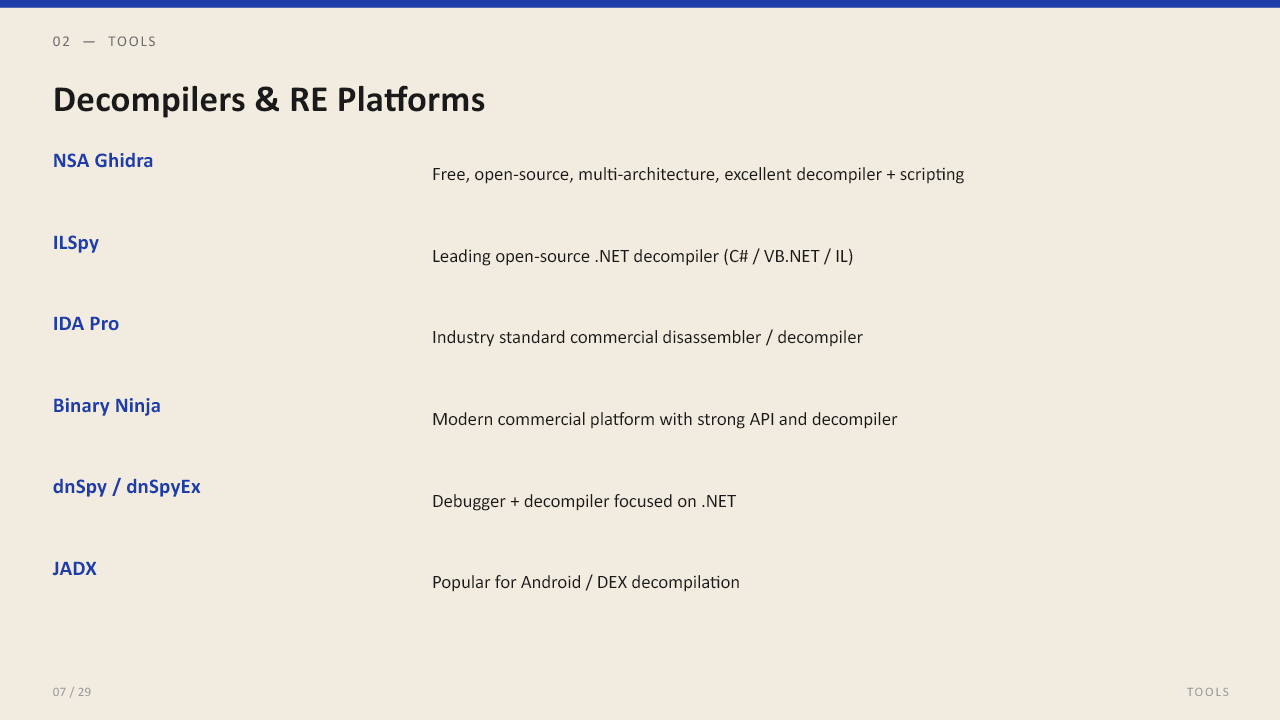 02 — TOOLS
Decompilers & RE Platforms
NSA Ghidra
Free, open-source, multi-architecture, excellent decompiler + scripting
ILSpy
Leading open-source .NET decompiler (C# / VB.NET / IL)
IDA Pro
Industry standard commercial disassembler / decompiler
Binary Ninja
Modern commercial platform with strong API and decompiler
dnSpy / dnSpyEx
Debugger + decompiler focused on .NET
JADX
Popular for Android / DEX decompilation
07 / 29
TOOLS